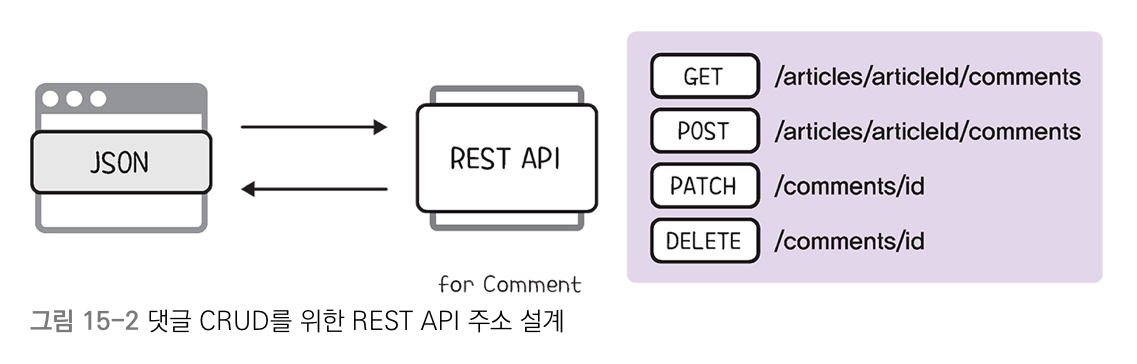 JSON
REST API
for Comment
GET /articles/articleId/comments
POST /articles/articleId/comments
PATCH /comments/id
DELETE /comments/id
그림 15-2 댓글 CRUD를 위한 REST API 주소 설계